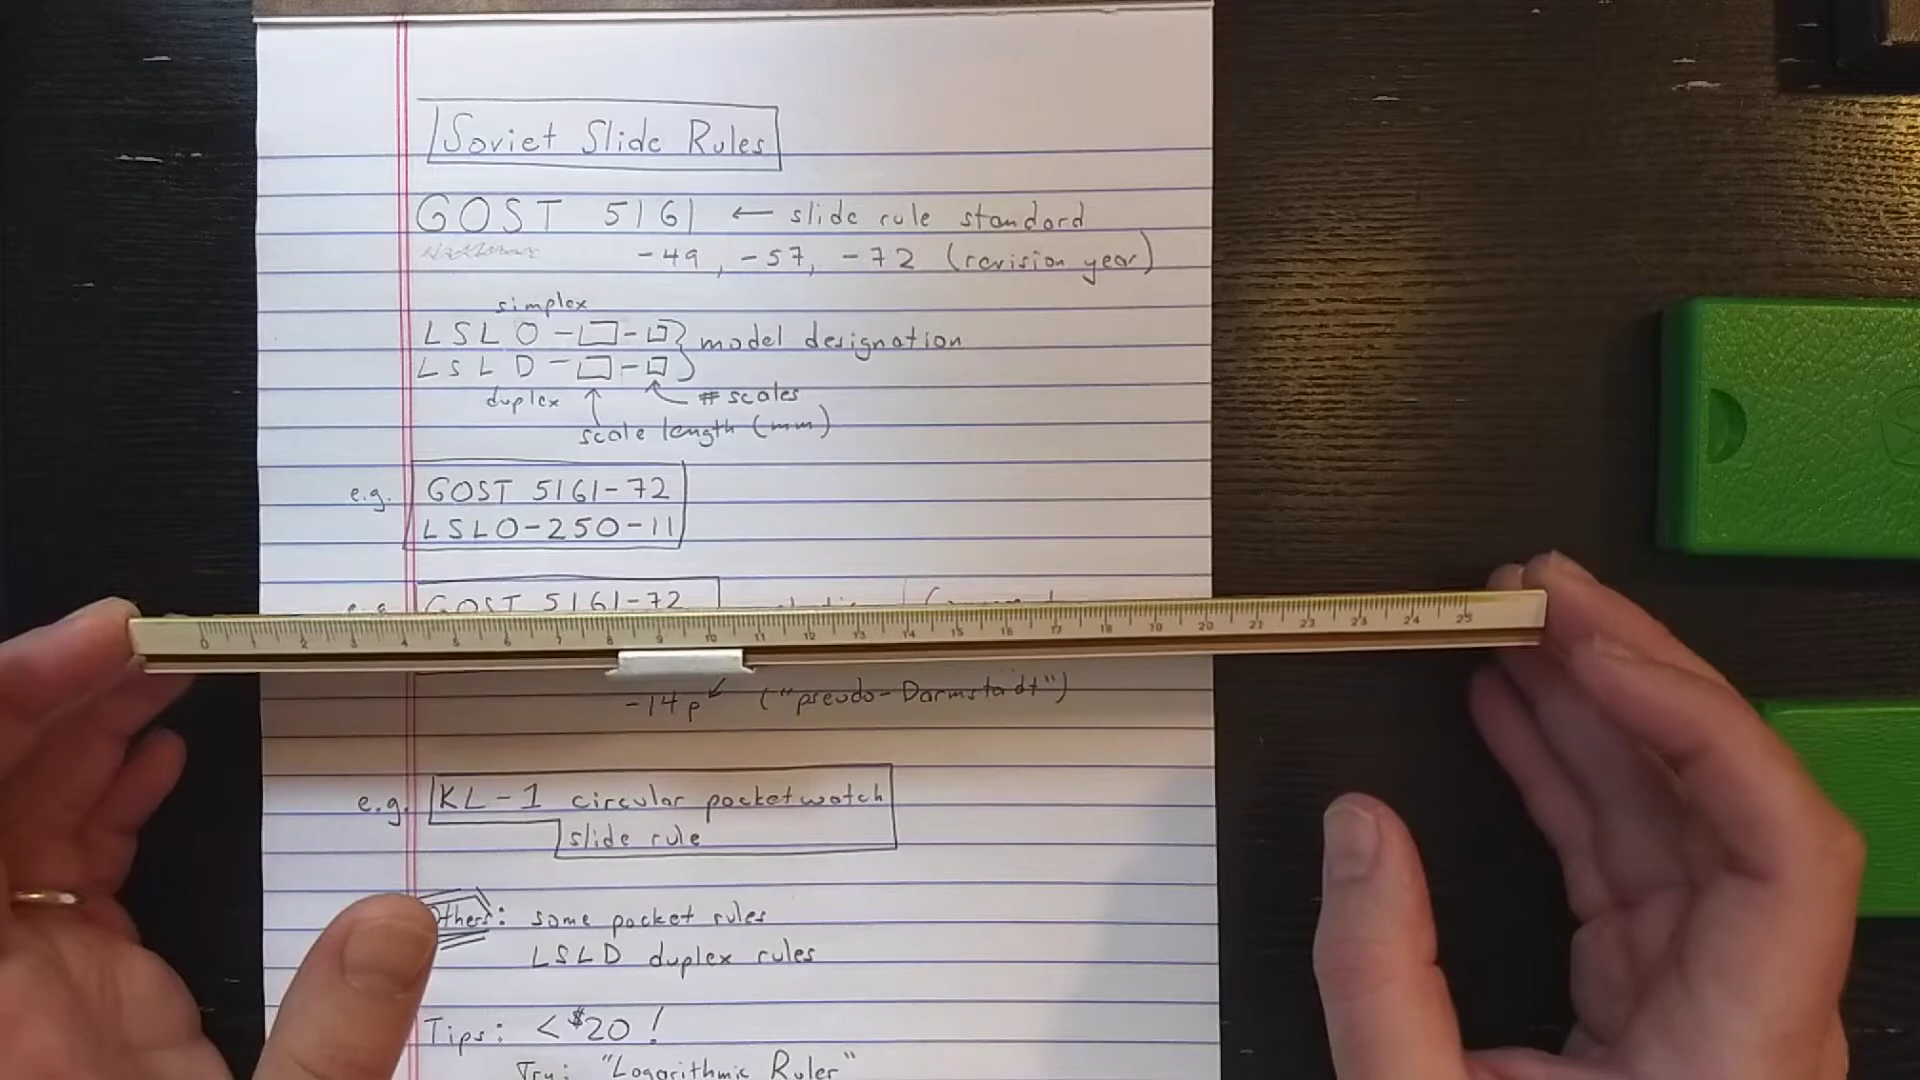 Soviet Slide Rules
GOST 5161 ← slide rule standard
-49, -57, -72 (revision year)
simplex
LSLO-□-□} model designation
LSLD-□-□}
duplex # scales
scale length (mm)
e.g. GOST 5161-72
LSLO-250-11
e.g. GOST 5161-72
0 1 2 3 4 5 6 7 8 9 10 11 12 13 14 15 16 17 18 19 20 21 22 23 24 25
-14p ("pseudo-Darmstadt")
e.g. KL-1 circular pocketwatch
slide rule
Others: some pocket rules
LSLD duplex rules
Tips: <$20!
Try: "Logarithmic Ruler"